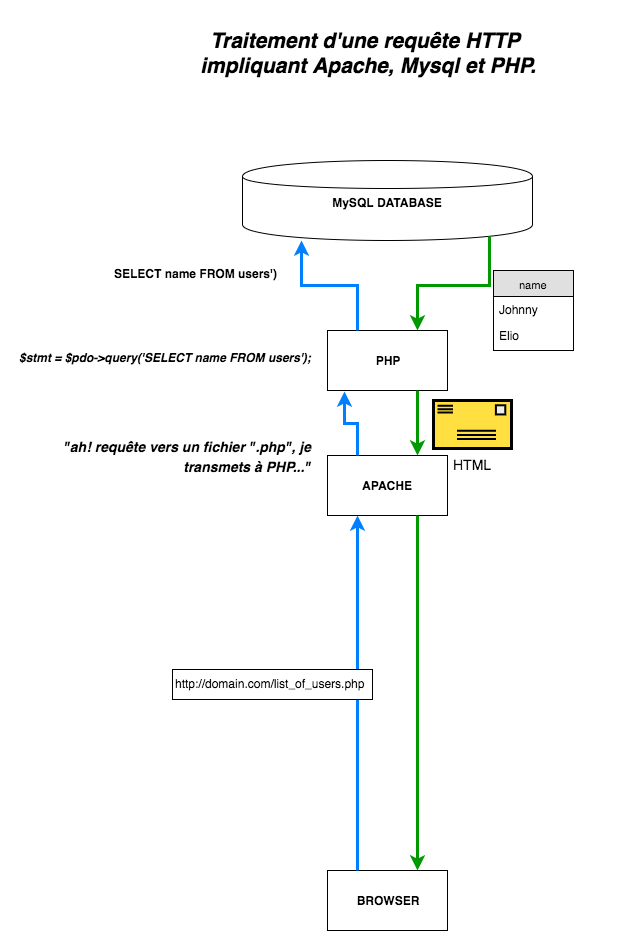 Traitement d'une requête HTTP
impliquant Apache, Mysql et PHP.
MySQL DATABASE
SELECT name FROM users')
name
Johnny
Elio
$stmt = $pdo->query('SELECT name FROM users');
PHP
"ah! requête vers un fichier ".php", je
transmets à PHP..."
HTML
APACHE
http://domain.com/list_of_users.php
BROWSER